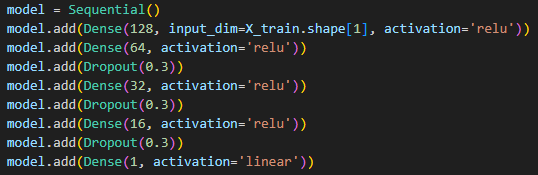 model = Sequential()
model.add(Dense(128, input_dim=X_train.shape[1], activation='relu'))
model.add(Dense(64, activation='relu'))
model.add(Dropout(0.3))
model.add(Dense(32, activation='relu'))
model.add(Dropout(0.3))
model.add(Dense(16, activation='relu'))
model.add(Dropout(0.3))
model.add(Dense(1, activation='linear'))